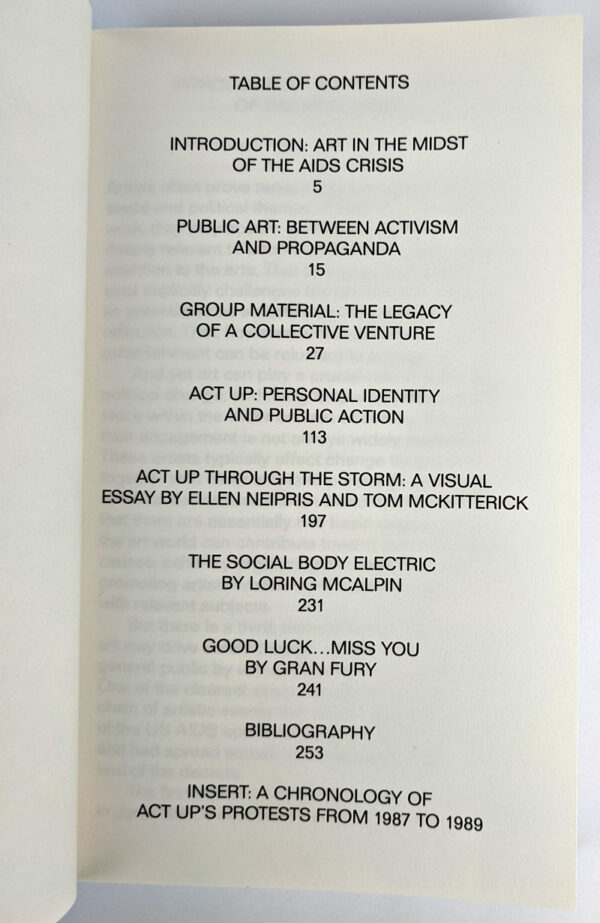 TABLE OF CONTENTS
INTRODUCTION: ART IN THE MIDST
OF THE AIDS CRISIS
5
PUBLIC ART: BETWEEN ACTIVISM
AND PROPAGANDA
15
GROUP MATERIAL: THE LEGACY
OF A COLLECTIVE VENTURE
27
ACT UP: PERSONAL IDENTITY
AND PUBLIC ACTION
113
ACT UP THROUGH THE STORM: A VISUAL
ESSAY BY ELLEN NEIPRIS AND TOM MCKITTERICK
197
THE SOCIAL BODY ELECTRIC
BY LORING MCALPIN
231
GOOD LUCK...MISS YOU
BY GRAN FURY
241
BIBLIOGRAPHY
253
INSERT: A CHRONOLOGY OF
ACT UP'S PROTESTS FROM 1987 TO 1989